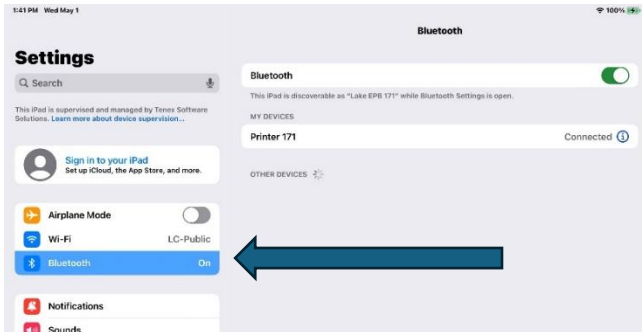 1:41 PM Wed May 1
100%
Bluetooth
Settings
Search
This iPad is supervised and managed by Tenex Software
Solutions. Learn more about device supervision...
Sign in to your iPad
Set up iCloud, the App Store, and more.
Airplane Mode
Wi-Fi LC-Public
Bluetooth On
Notifications
Sounds
Bluetooth
This iPad is discoverable as "Lake EPB 171" while Bluetooth Settings is open.
MY DEVICES
Printer 171 Connected
OTHER DEVICES